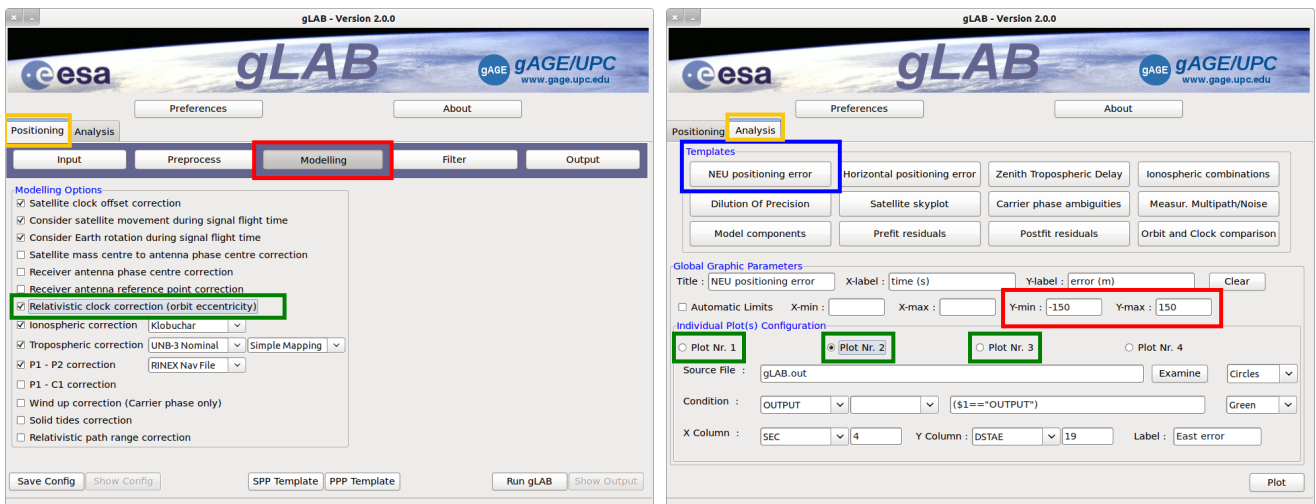 gLAB - Version 2.0.0
esa
gLAB
gAGE gAGE/UPC
www.gage.upc.edu
Preferences About
Positioning Analysis
Input Preprocess Modelling Filter Output
Modelling Options
Satellite clock offset correction
Consider satellite movement during signal flight time
Consider Earth rotation during signal flight time
Satellite mass centre to antenna phase centre correction
Receiver antenna phase centre correction
Receiver antenna reference point correction
Relativistic clock correction (orbit eccentricity)
Ionospheric correction Klobuchar
Tropospheric correction UNB-3 Nominal Simple Mapping
P1 - P2 correction RINEX Nav File
P1 - C1 correction
Wind up correction (Carrier phase only)
Solid tides correction
Relativistic path range correction
Save Config Show Config SPP Template PPP Template Run gLAB Show Output
gLAB - Version 2.0.0
esa
gLAB
gAGE gAGE/UPC
www.gage.upc.edu
Preferences About
Positioning Analysis
Templates
NEU positioning error Horizontal positioning error Zenith Tropospheric Delay Ionospheric combinations
Dilution Of Precision Satellite skyplot Carrier phase ambiguities Measur. Multipath/Noise
Model components Prefit residuals Postfit residuals Orbit and Clock comparison
Global Graphic Parameters
Title : NEU positioning error X-label : time (s) Y-label : error (m) Clear
Automatic Limits X-min : X-max : Y-min : -150 Y-max : 150
Individual Plot(s) Configuration
Plot Nr. 1 Plot Nr. 2 Plot Nr. 3 Plot Nr. 4
Source File : gLAB.out Examine Circles
Condition : OUTPUT ($1=="OUTPUT") Green
X Column : SEC 4 Y Column : DSTAE 19 Label : East error
Plot